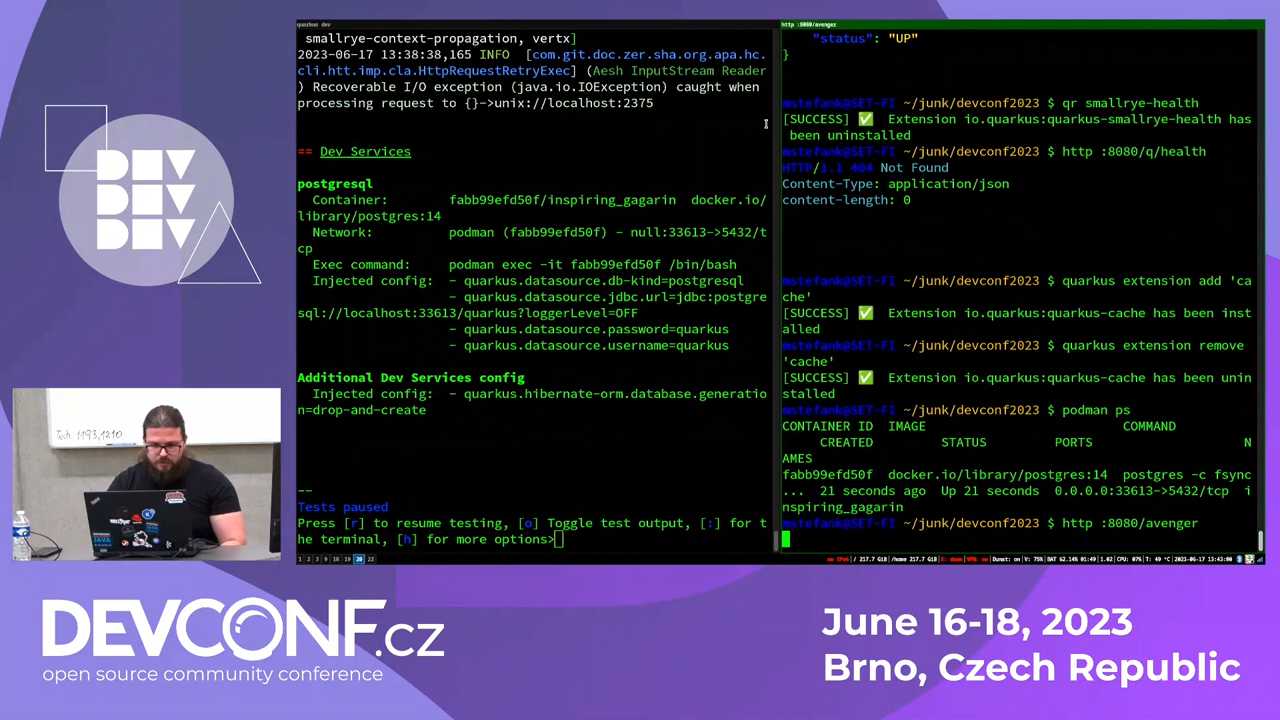 quarkus dev
smallrye-context-propagation, vertx]
2023-06-17 13:38:38,165 INFO  [com.git.doc.zer.sha.org.apa.hc.
cli.htt.imp.cla.HttpRequestRetryExec] (Aesh InputStream Reader
) Recoverable I/O exception (java.io.IOException) caught when
processing request to {}->unix://localhost:2375
== Dev Services
postgresql
Container: fabb99efd50f/inspiring_gagarin  docker.io/
library/postgres:14
Network: podman (fabb99efd50f) - null:33613->5432/t
cp
Exec command: podman exec -it fabb99efd50f /bin/bash
Injected config: - quarkus.datasource.db-kind=postgresql
- quarkus.datasource.jdbc.url=jdbc:postgre
sql://localhost:33613/quarkus?loggerLevel=OFF
- quarkus.datasource.password=quarkus
- quarkus.datasource.username=quarkus
Additional Dev Services config
Injected config: - quarkus.hibernate-orm.database.generatio
n=drop-and-create
--
Tests paused
Press [r] to resume testing, [o] Toggle test output, [:] for t
he terminal, [h] for more options>
http :8080/avenger
"status": "UP"
}
mstefank@SET-FI ~/junk/devconf2023 $ qr smallrye-health
[SUCCESS] ✅ Extension io.quarkus:quarkus-smallrye-health has
been uninstalled
mstefank@SET-FI ~/junk/devconf2023 $ http :8080/q/health
HTTP/1.1 404 Not Found
Content-Type: application/json
content-length: 0
mstefank@SET-FI ~/junk/devconf2023 $ quarkus extension add 'ca
che'
[SUCCESS] ✅ Extension io.quarkus:quarkus-cache has been inst
alled
mstefank@SET-FI ~/junk/devconf2023 $ quarkus extension remove
'cache'
[SUCCESS] ✅ Extension io.quarkus:quarkus-cache has been unin
stalled
mstefank@SET-FI ~/junk/devconf2023 $ podman ps
CONTAINER ID  IMAGE  COMMAND
CREATED  STATUS  PORTS  N
AMES
fabb99efd50f  docker.io/library/postgres:14  postgres -c fsync
...  21 seconds ago  Up 21 seconds  0.0.0.0:33613->5432/tcp  i
nspiring_gagarin
mstefank@SET-FI ~/junk/devconf2023 $ http :8080/avenger
DEV
DEV
DEV
Tech: 1193,1210
DEVCONF.cz
open source community conference
June 16-18, 2023
Brno, Czech Republic